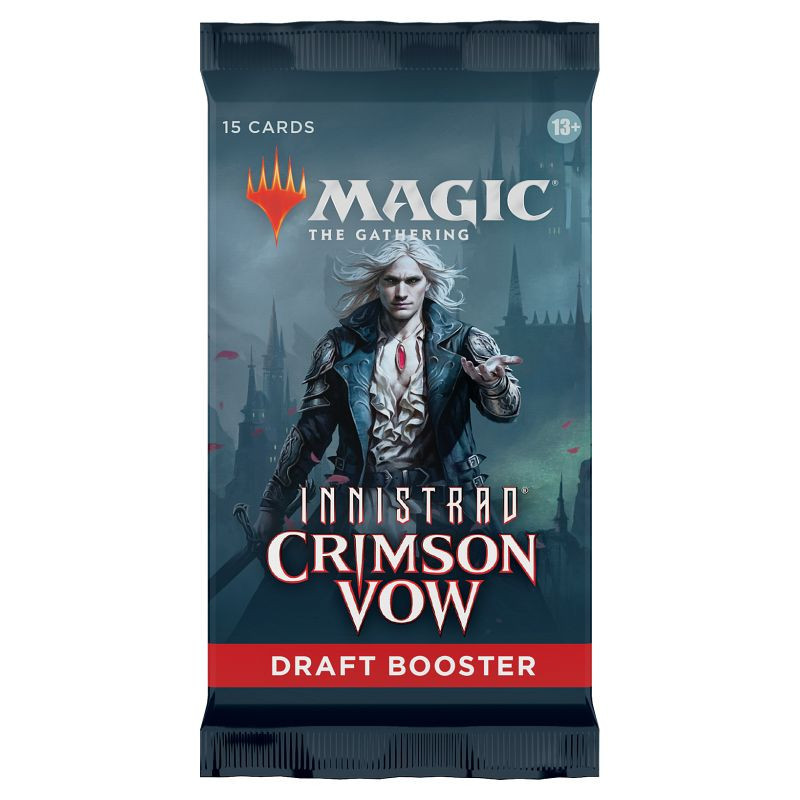 15 CARDS
13+
MAGIC®
THE GATHERING
INNISTRAD®
CRIMSON
VOW
DRAFT BOOSTER